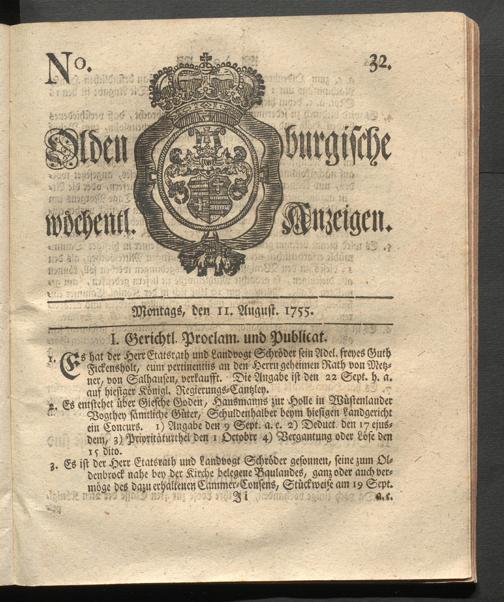 No. 32.
Oldenburgische
wöchentl. Anzeigen.
Montags, den 11. August. 1755.
I. Gerichtl. Proclam. und Publicat.
1. Es hat der Herr Etatsrath und Landvogt Schröder sein Adel. freyes Guth
Fickensholt, cum pertinentiis an den Herrn geheimen Rath von Metz-
ner, von Salhausen, verkaufft. Die Angabe ist den 22 Sept. h. a.
auf hiesiger Königl. Regierungs-Cantzley.
2. Es entstehet über Giesche Goden, Hausmanns zur Holle in Wüstenlander
Vogthey sämtliche Güter, Schuldenhalber beym hiesigen Landgericht
ein Concurs. 1) Angabe den 9 Sept. a. c. 2) Deduct. den 17 ejus-
dem, 3) Prioritäturthel den 1 Octobr 4) Vergantung oder Löse den
15 dito.
3. Es ist der Herr Etatsrath und Landvogt Schröder gesonnen, seine zum Ol-
denbrock nahe bey der Kirche belegene Baulandes, ganz oder auch ver-
möge des dazu erhaltenen Cammer-Consens, Stückweise am 19 Sept.
Ji a. c.